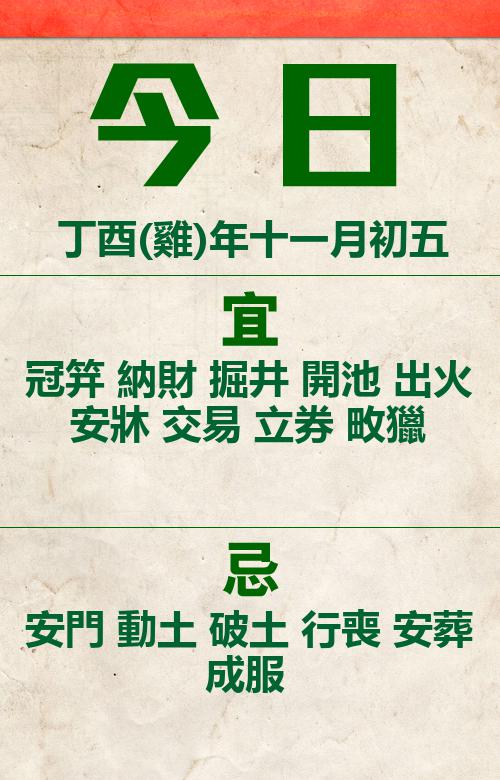 今日
丁酉(雞)年十一月初五
宜
冠笄 納財 掘井 開池 出火
安牀 交易 立券 畋獵
忌
安門 動土 破土 行喪 安葬
成服